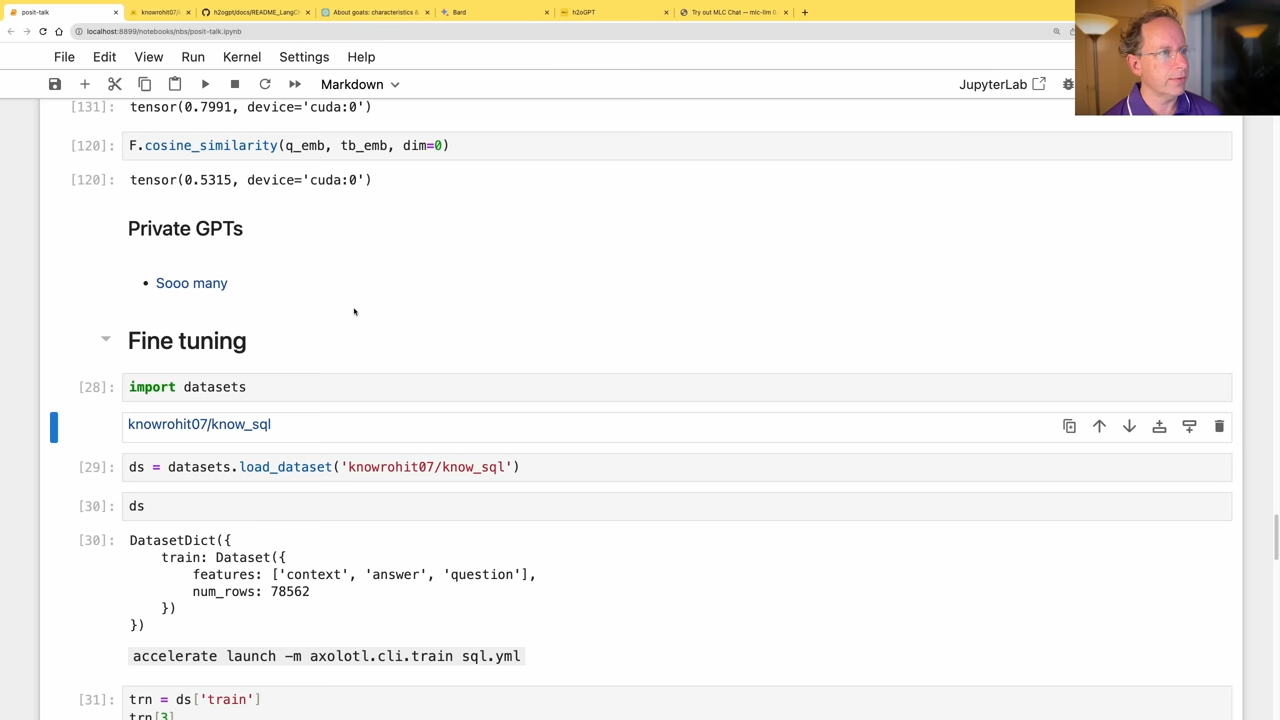 posit-talk
knowrohit07/
h2ogpt/docs/README_LangCh
About goats: characteristics &
Bard
h2oGPT
Try out MLC Chat — mlc-llm 0.
localhost:8899/notebooks/nbs/posit-talk.ipynb
File Edit View Run Kernel Settings Help
Markdown
JupyterLab
[131]: tensor(0.7991, device='cuda:0')
[120]: F.cosine_similarity(q_emb, tb_emb, dim=0)
[120]: tensor(0.5315, device='cuda:0')
Private GPTs
• Sooo many
Fine tuning
[28]: import datasets
knowrohit07/know_sql
[29]: ds = datasets.load_dataset('knowrohit07/know_sql')
[30]: ds
[30]: DatasetDict({
train: Dataset({
features: ['context', 'answer', 'question'],
num_rows: 78562
})
})
accelerate launch -m axolotl.cli.train sql.yml
[31]: trn = ds['train']
trn[3]